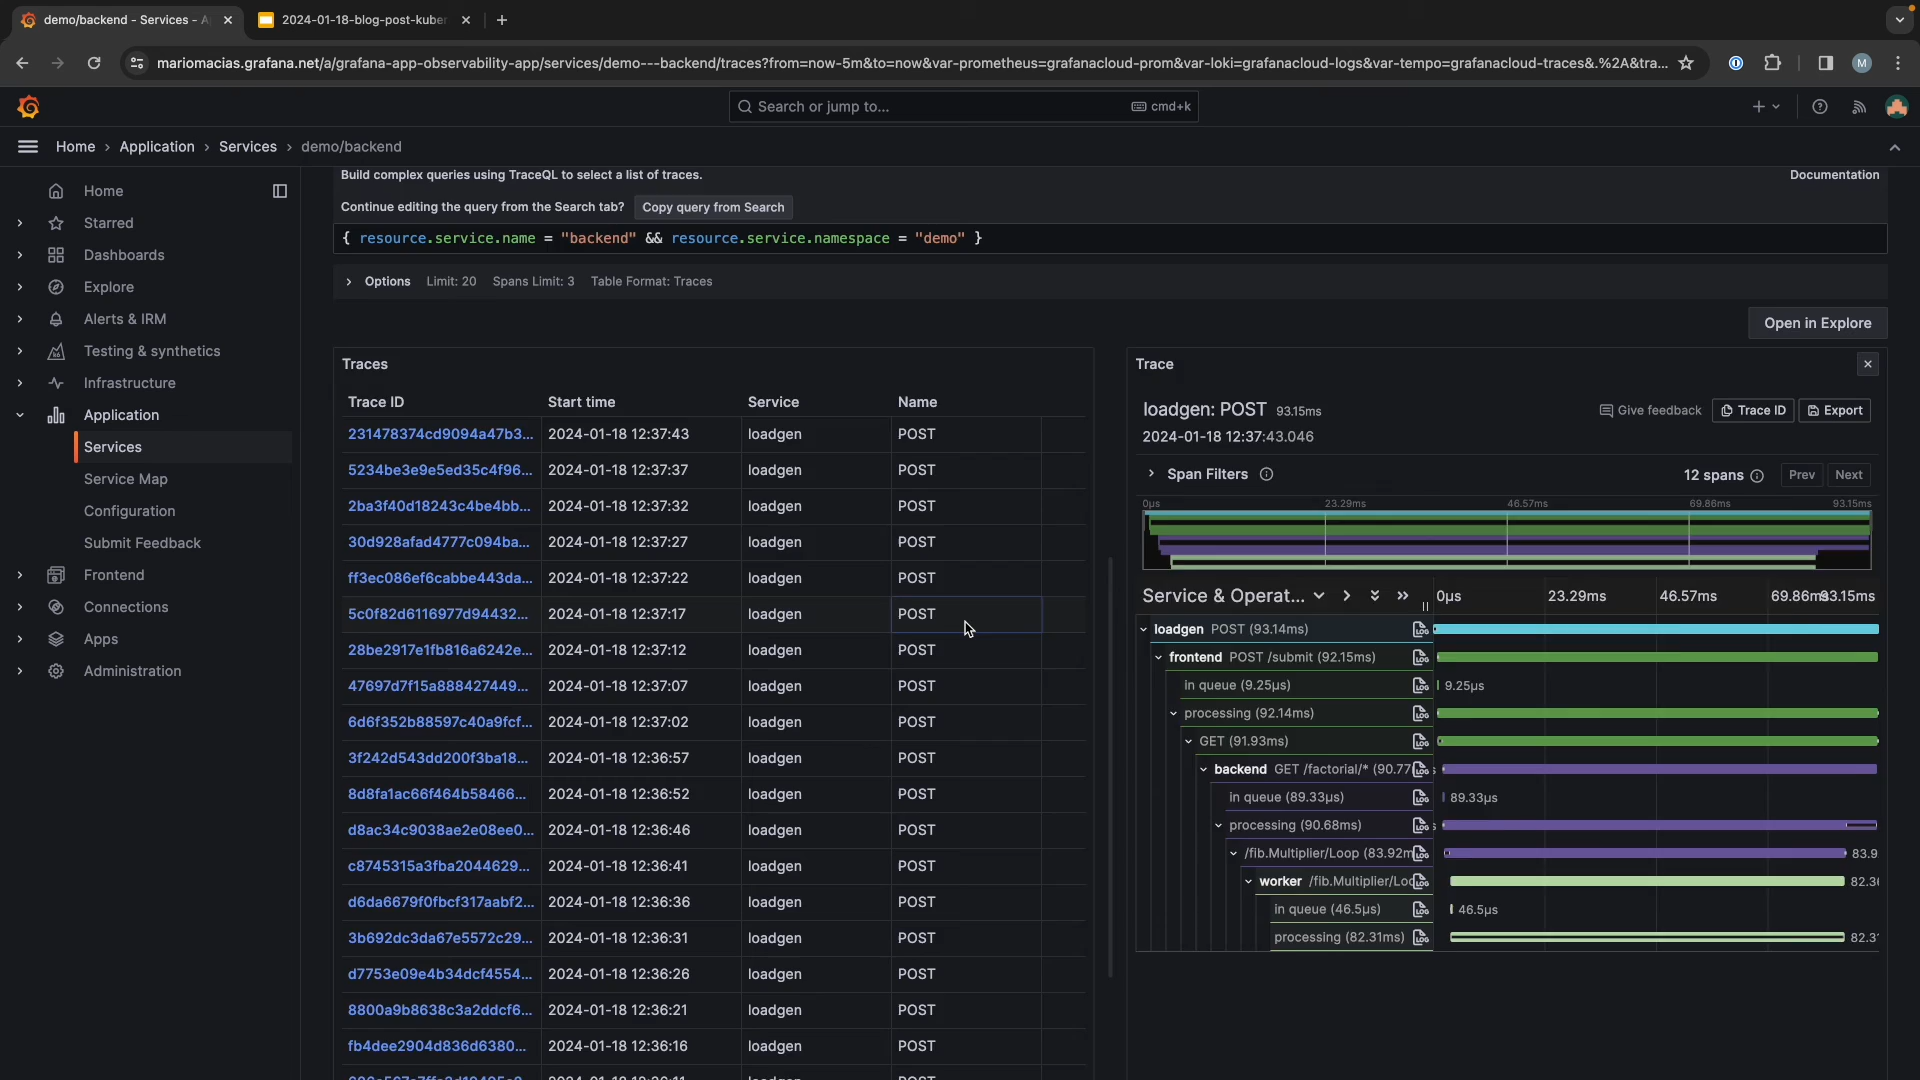 demo/backend - Services - A
2024-01-18-blog-post-kuber
mariomacias.grafana.net/a/grafana-app-observability-app/services/demo---backend/traces?from=now-5m&to=now&var-prometheus=grafanacloud-prom&var-loki=grafanacloud-logs&var-tempo=grafanacloud-traces&.%2A&tra...
M
Search or jump to...
cmd+k
Home › Application › Services › demo/backend
Home
Starred
Dashboards
Explore
Alerts & IRM
Testing & synthetics
Infrastructure
Application
Services
Service Map
Configuration
Submit Feedback
Frontend
Connections
Apps
Administration
Build complex queries using TraceQL to select a list of traces.
Documentation
Continue editing the query from the Search tab? Copy query from Search
{ resource.service.name = "backend" && resource.service.namespace = "demo" }
Options Limit: 20 Spans Limit: 3 Table Format: Traces
Open in Explore
Traces
Trace ID Start time Service Name
231478374cd9094a47b3... 2024-01-18 12:37:43 loadgen POST
5234be3e9e5ed35c4f96... 2024-01-18 12:37:37 loadgen POST
2ba3f40d18243c4be4bb... 2024-01-18 12:37:32 loadgen POST
30d928afad4777c094ba... 2024-01-18 12:37:27 loadgen POST
ff3ec086ef6cabbe443da... 2024-01-18 12:37:22 loadgen POST
5c0f82d6116977d94432... 2024-01-18 12:37:17 loadgen POST
28be2917e1fb816a6242e... 2024-01-18 12:37:12 loadgen POST
47697d7f15a888427449... 2024-01-18 12:37:07 loadgen POST
6d6f352b88597c40a9fcf... 2024-01-18 12:37:02 loadgen POST
3f242d543dd200f3ba18... 2024-01-18 12:36:57 loadgen POST
8d8fa1ac66f464b58466... 2024-01-18 12:36:52 loadgen POST
d8ac34c9038ae2e08ee0... 2024-01-18 12:36:46 loadgen POST
c8745315a3fba2044629... 2024-01-18 12:36:41 loadgen POST
d6da6679f0fbcf317aabf2... 2024-01-18 12:36:36 loadgen POST
3b692dc3da67e5572c29... 2024-01-18 12:36:31 loadgen POST
d7753e09e4b34dcf4554... 2024-01-18 12:36:26 loadgen POST
8800a9b8638c3a2ddcf6... 2024-01-18 12:36:21 loadgen POST
fb4dee2904d836d6380... 2024-01-18 12:36:16 loadgen POST
Trace
loadgen: POST 93.15ms
Give feedback Trace ID Export
2024-01-18 12:37:43.046
Span Filters
12 spans Prev Next
0μs 23.29ms 46.57ms 69.86ms 93.15ms
Service & Operat... 0μs 23.29ms 46.57ms 69.86ms 93.15ms
loadgen POST (93.14ms)
frontend POST /submit (92.15ms)
in queue (9.25μs) 9.25μs
processing (92.14ms)
GET (91.93ms)
backend GET /factorial/* (90.77
in queue (89.33μs) 89.33μs
processing (90.68ms)
/fib.Multiplier/Loop (83.92m 83.9
worker /fib.Multiplier/Loo 82.36
in queue (46.5μs) 46.5μs
processing (82.31ms) 82.31